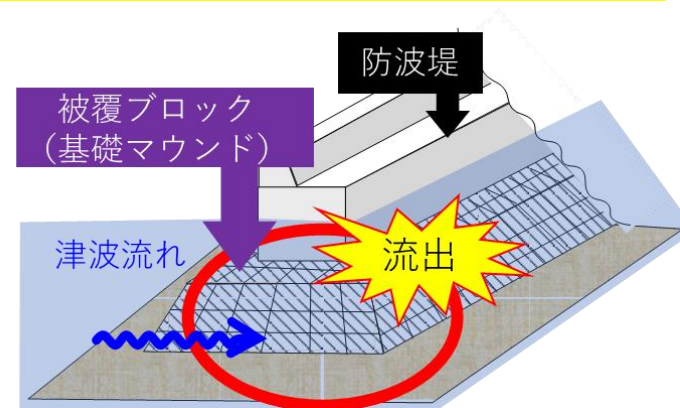 防波堤
被覆ブロック
（基礎マウンド）
津波流れ
流出